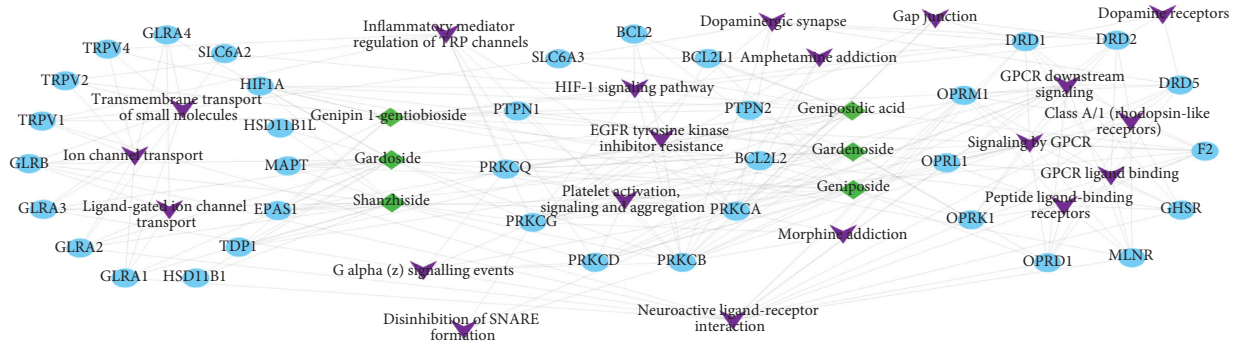 GLRA4
TRPV4
SLC6A2
TRPV2
HIF1A
Transmembrane transport
of small molecules
TRPV1
HSD11B1L
Ion channel transport
GLRB
MAPT
GLRA3
Ligand-gated ion channel
transport
EPAS1
GLRA2
TDP1
GLRA1
HSD11B1
Inflammatory mediator
regulation of TRP channels
Genipin 1-gentiobioside
Gardoside
Shanzhiside
G alpha (z) signalling events
Disinhibition of SNARE
formation
BCL2
Dopaminergic synapse
SLC6A3
BCL2L1
Amphetamine addiction
HIF-1 signaling pathway
PTPN1
PTPN2
EGFR tyrosine kinase
inhibitor resistance
PRKCQ
BCL2L2
Platelet activation,
signaling and aggregation
PRKCG
PRKCA
PRKCD
PRKCB
Geniposidic acid
Gardenoside
Geniposide
Morphine addiction
Neuroactive ligand-receptor
interaction
Gap junction
Dopamine receptors
DRD1
DRD2
GPCR downstream
signaling
DRD5
OPRM1
Class A/1 (rhodopsin-like
receptors)
Signaling by GPCR
F2
OPRL1
GPCR ligand binding
Peptide ligand-binding
receptors
OPRK1
GHSR
OPRD1
MLNR